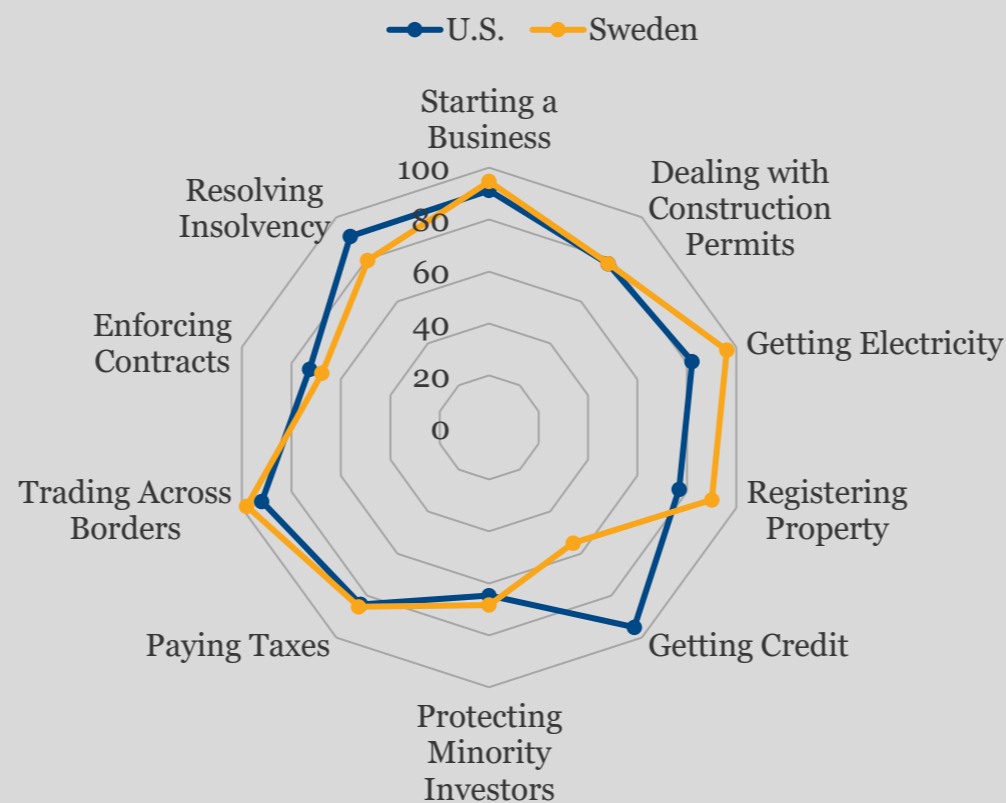 U.S. Sweden
Starting a
Business
Dealing with
Construction
Permits
Getting Electricity
Registering
Property
Getting Credit
Protecting
Minority
Investors
Paying Taxes
Trading Across
Borders
Enforcing
Contracts
Resolving
Insolvency
100
80
60
40
20
0